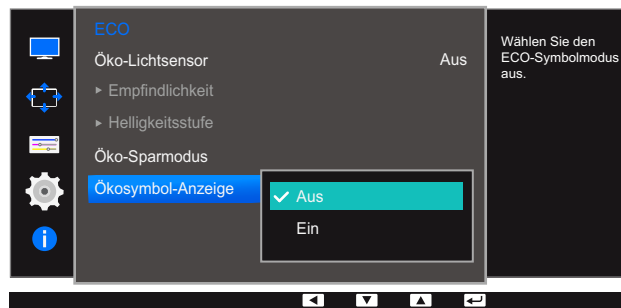 ECO
Öko-Lichtsensor Aus
Empfindlichkeit
Helligkeitsstufe
Öko-Sparmodus
Ökosymbol-Anzeige
Aus
Ein
Wählen Sie den
ECO-Symbolmodus
aus.